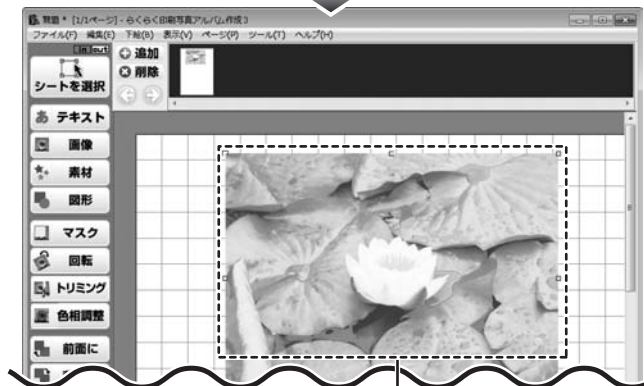 無題 * [1/1ページ] - らくらく印刷写真アルバム作成3
ファイル(F) 編集(E) 下絵(B) 表示(V) ページ(P) ツール(T) ヘルプ(H)
in out
シートを選択
追加
削除
あ テキスト
画像
素材
図形
マスク
回転
トリミング
色相調整
前面に